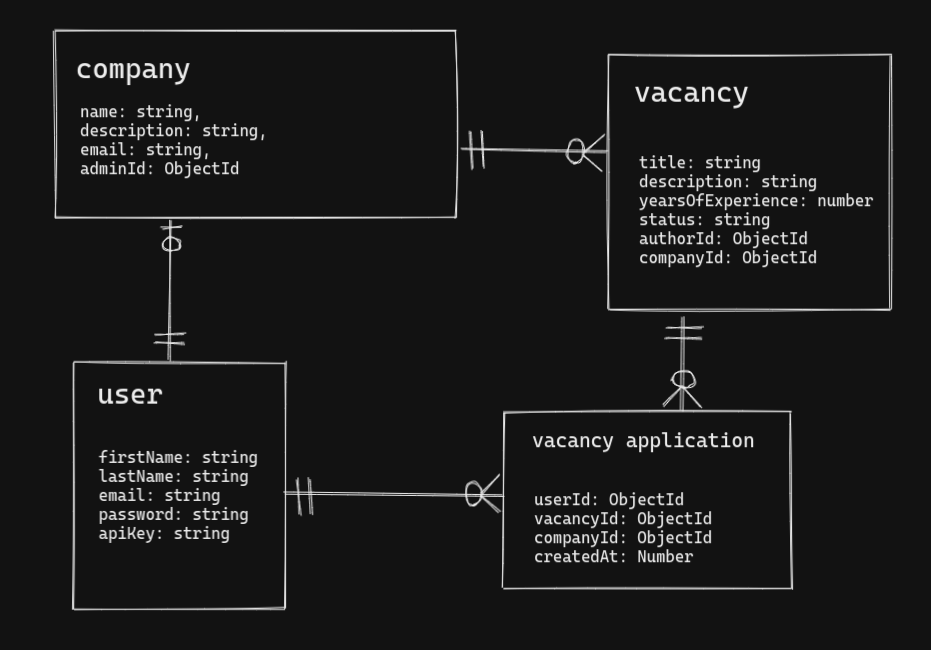 company
name: string,
description: string,
email: string,
adminId: ObjectId
vacancy
title: string
description: string
yearsOfExperience: number
status: string
authorId: ObjectId
companyId: ObjectId
user
firstName: string
lastName: string
email: string
password: string
apiKey: string
vacancy application
userId: ObjectId
vacancyId: ObjectId
companyId: ObjectId
createdAt: Number